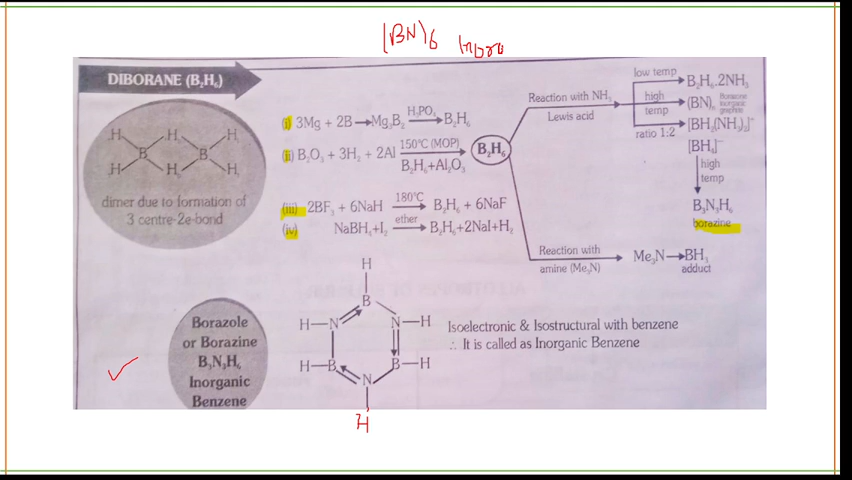 (BN)6 Inor
DIBORANE (B₂H₆)
H H H
B B
H H H
dimer due to formation of
3 centre-2e-bond
(i) 3Mg + 2B → Mg₃B₂ H₃PO₄ → B₂H₆
(ii) B₂O₃ + 3H₂ + 2Al 150°C (MOP) →
B₂H₆+Al₂O₃
(iii) 2BF₃ + 6NaH 180°C → B₂H₆ + 6NaF
(iv) NaBH₄+I₂ ether → B₂H₆+2NaI+H₂
B₂H₆
Reaction with NH₃
Lewis acid
low temp
B₂H₆.2NH₃
high
temp
(BN)ₓ Borazone
inorganic
graphite
ratio 1:2
[BH₂(NH₃)₂]⁺
[BH₄]⁻
high
temp
B₃N₃H₆
borazine
Reaction with
amine (Me₃N)
Me₃N→BH₃
adduct
Borazole
or Borazine
B₃N₃H₆
Inorganic
Benzene
H
B
H–N N–H
H–B B–H
N
H
Isoelectronic & Isostructural with benzene
∴ It is called as Inorganic Benzene